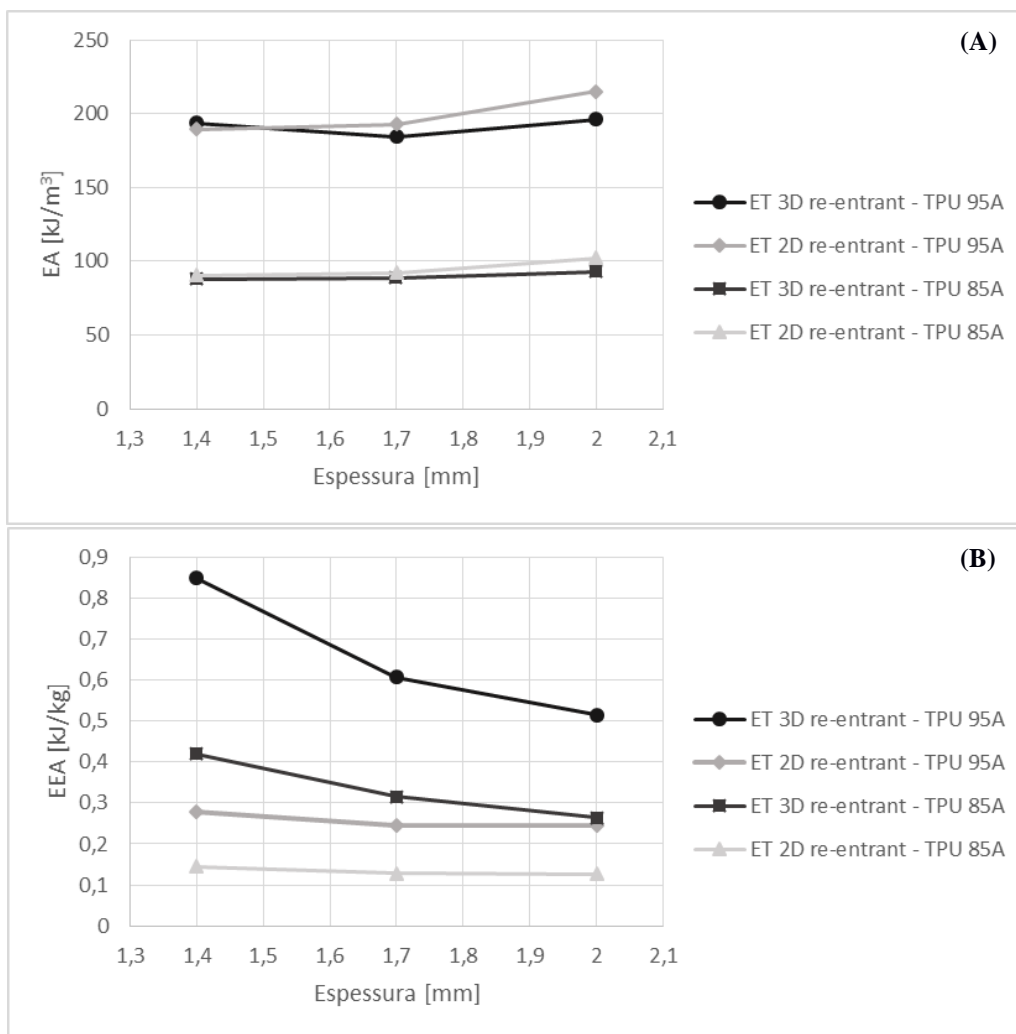 (A)
250
200
150
100
50
0
EA [kJ/m³]
1,3 1,4 1,5 1,6 1,7 1,8 1,9 2 2,1
Espessura [mm]
ET 3D re-entrant - TPU 95A
ET 2D re-entrant - TPU 95A
ET 3D re-entrant - TPU 85A
ET 2D re-entrant - TPU 85A
(B)
0,9
0,8
0,7
0,6
0,5
0,4
0,3
0,2
0,1
0
EEA [kJ/kg]
1,3 1,4 1,5 1,6 1,7 1,8 1,9 2 2,1
Espessura [mm]
ET 3D re-entrant - TPU 95A
ET 2D re-entrant - TPU 95A
ET 3D re-entrant - TPU 85A
ET 2D re-entrant - TPU 85A